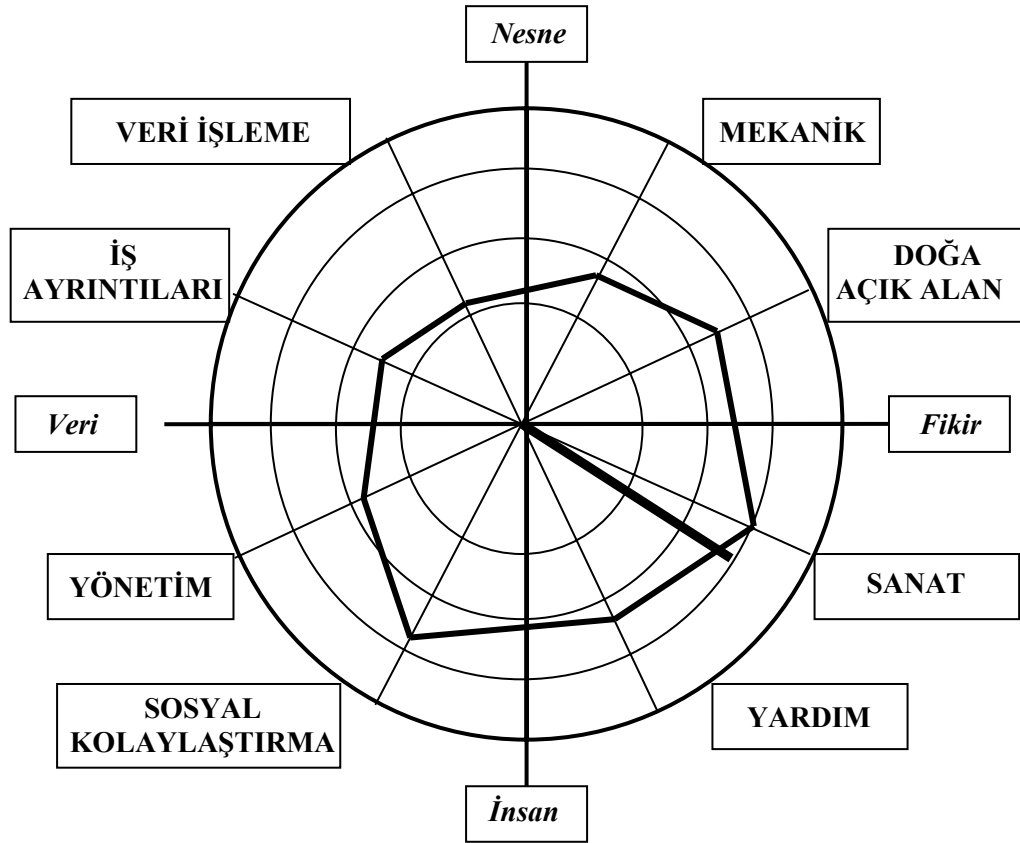 Nesne
VERİ İŞLEME
MEKANİK
İŞ
AYRINTILARI
DOĞA
AÇIK ALAN
Veri
Fikir
YÖNETİM
SANAT
SOSYAL
KOLAYLAŞTIRMA
YARDIM
İnsan